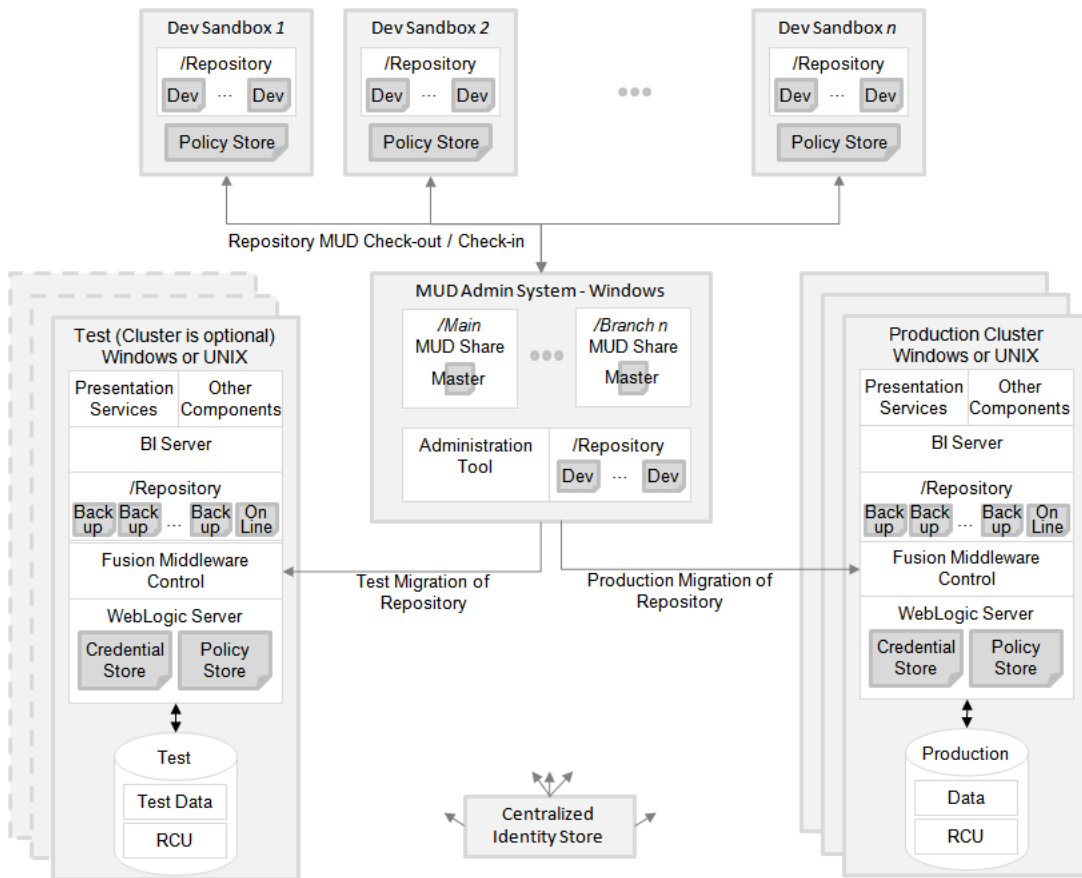 Dev Sandbox 1
/Repository
Dev ... Dev
Policy Store
Dev Sandbox 2
/Repository
Dev ... Dev
Policy Store
Dev Sandbox n
/Repository
Dev ... Dev
Policy Store
Repository MUD Check-out / Check-in
MUD Admin System - Windows
/Main
MUD Share
Master
/Branch n
MUD Share
Master
Administration
Tool
/Repository
Dev ... Dev
Test (Cluster is optional)
Windows or UNIX
Presentation
Services
Other
Components
BI Server
/Repository
Back
up
Back
up
...
Back
up
On
Line
Fusion Middleware
Control
WebLogic Server
Credential
Store
Policy
Store
Test
Test Data
RCU
Test Migration of
Repository
Production Migration of
Repository
Production Cluster
Windows or UNIX
Presentation
Services
Other
Components
BI Server
/Repository
Back
up
Back
up
...
Back
up
On
Line
Fusion Middleware
Control
WebLogic Server
Credential
Store
Policy
Store
Production
Data
RCU
Centralized
Identity Store